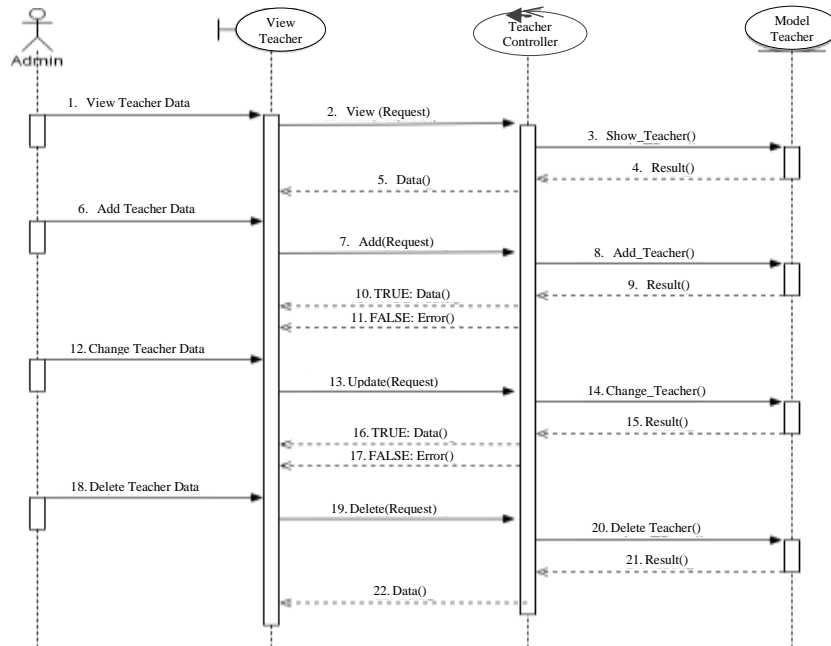 View
Teacher
Teacher
Controller
Model
Teacher
Admin
1. View Teacher Data
2. View (Request)
3. Show_Teacher()
4. Result()
5. Data()
6. Add Teacher Data
7. Add(Request)
8. Add_Teacher()
9. Result()
10. TRUE: Data()
11. FALSE: Error()
12. Change Teacher Data
13. Update(Request)
14. Change_Teacher()
15. Result()
16. TRUE: Data()
17. FALSE: Error()
18. Delete Teacher Data
19. Delete(Request)
20. Delete Teacher()
21. Result()
22. Data()